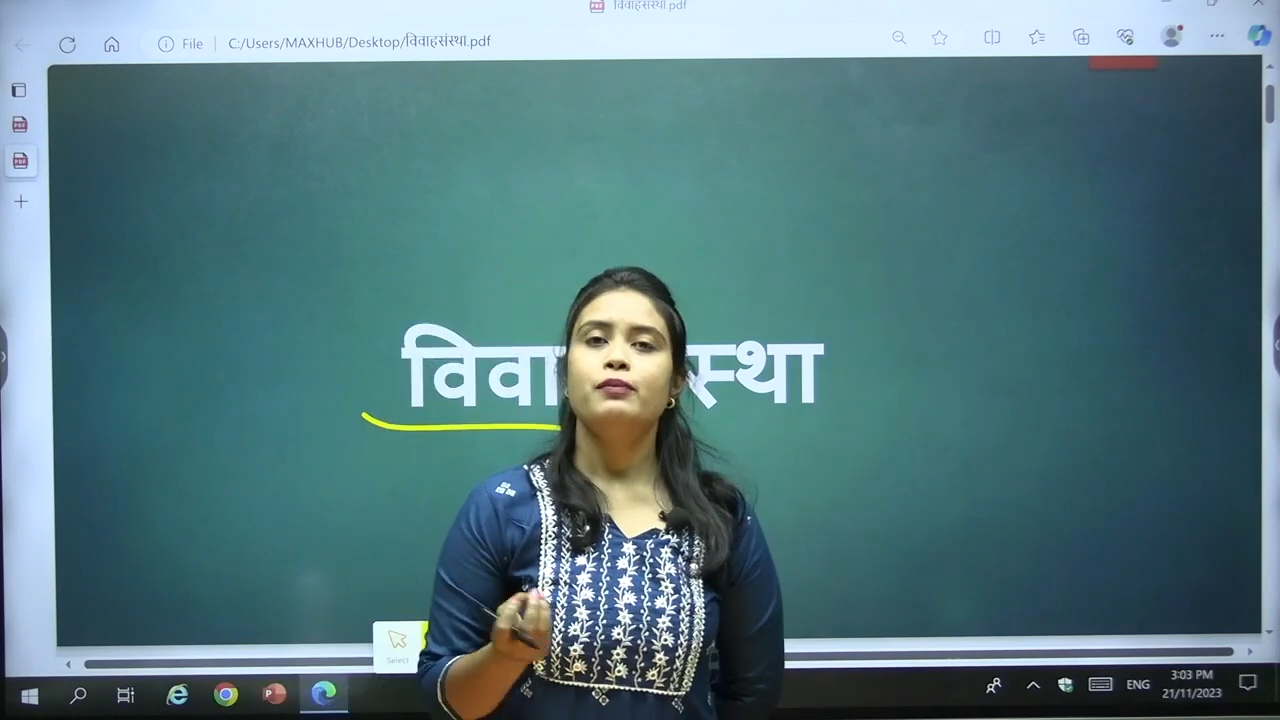 विवाहसंस्था.pdf
File
C:/Users/MAXHUB/Desktop/विवाहसंस्था.pdf
विवा स्था
Select
ENG
3:03 PM
21/11/2023